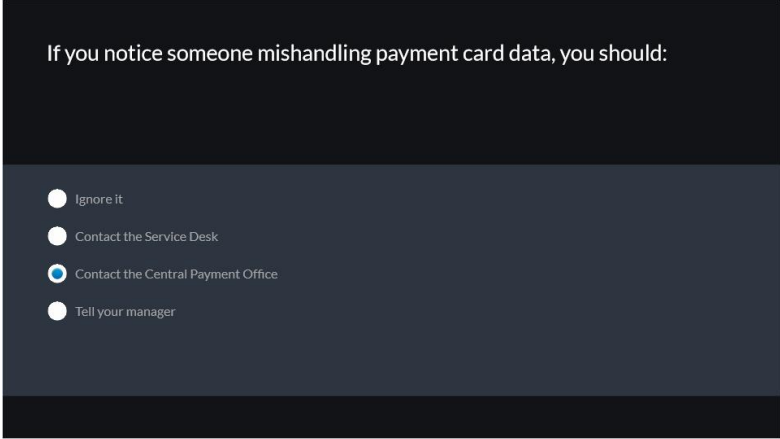 If you notice someone mishandling payment card data, you should:
Ignore it
Contact the Service Desk
Contact the Central Payment Office
Tell your manager